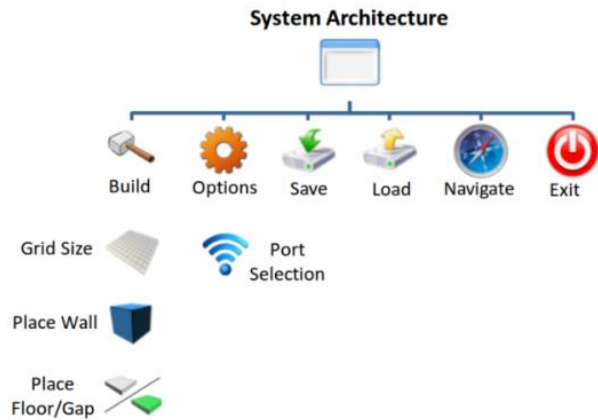 System Architecture
Build
Options
Save
Load
Navigate
Exit
Grid Size
Port
Selection
Place Wall
Place
Floor/Gap